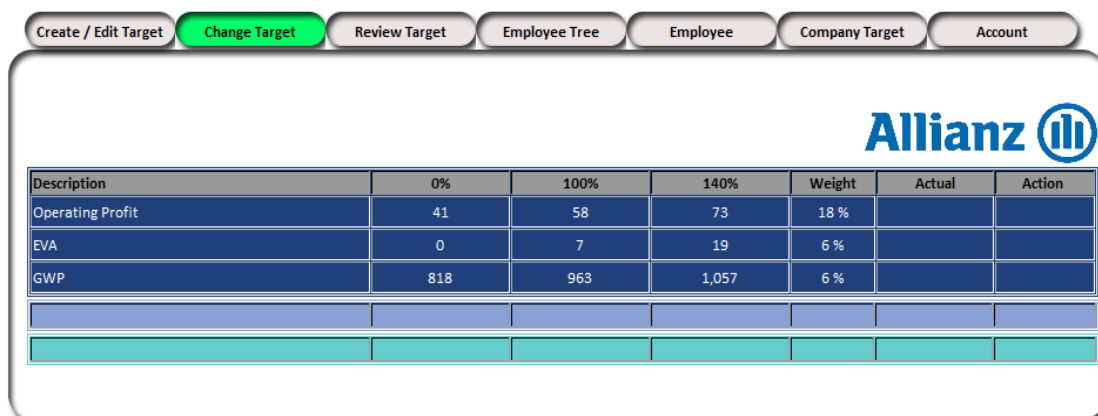 Create / Edit Target Change Target Review Target Employee Tree Employee Company Target Account
Allianz
Description 0% 100% 140% Weight Actual Action
Operating Profit 41 58 73 18 %
EVA 0 7 19 6 %
GWP 818 963 1,057 6 %